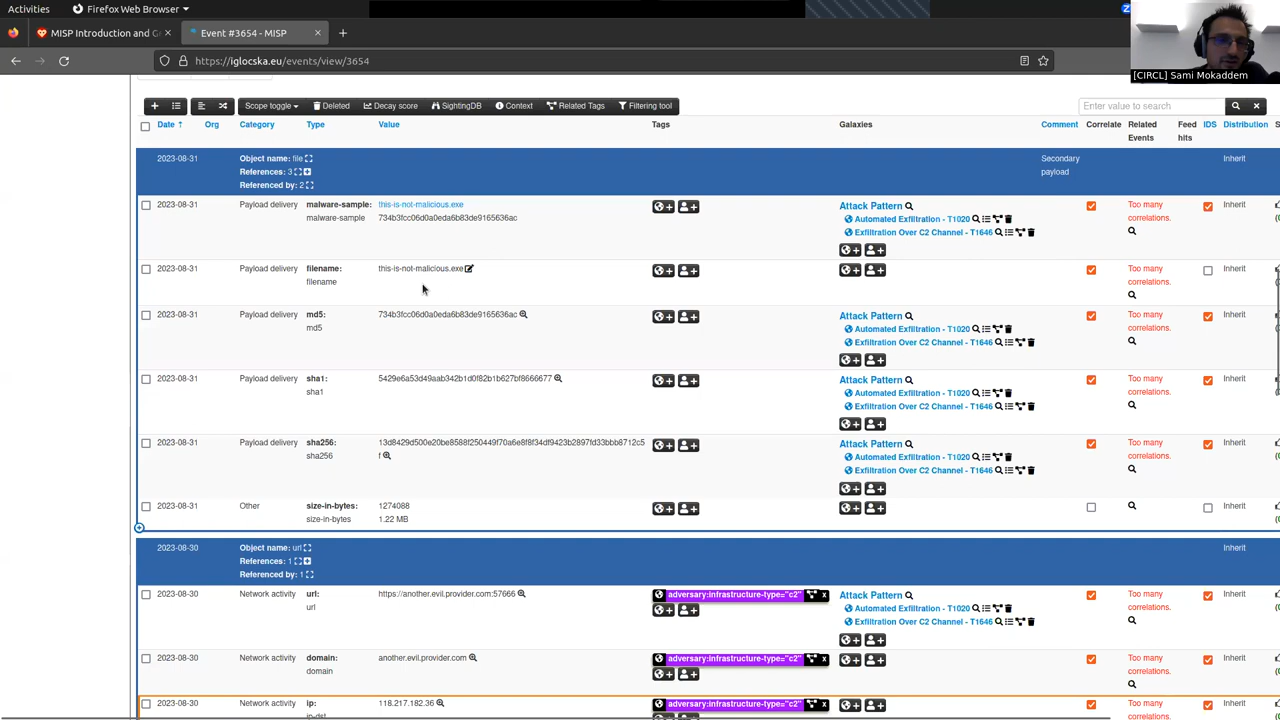 Activities
Firefox Web Browser
MISP Introduction and G
Event #3654 - MISP
https://iglocska.eu/events/view/3654
[CIRCL] Sami Mokaddem
Scope toggle Deleted Decay score SightingDB Context Related Tags Filtering tool
Enter value to search
Date Org Category Type Value Tags Galaxies Comment Correlate Related Events Feed hits IDS Distribution S
2023-08-31 Object name: file Secondary payload Inherit
References: 3
Referenced by: 2
2023-08-31 Payload delivery malware-sample: this-is-not-malicious.exe Attack Pattern Too many correlations. Inherit
malware-sample 734b3fcc06d0a0eda6b83de9165636ac Automated Exfiltration - T1020
Exfiltration Over C2 Channel - T1646
2023-08-31 Payload delivery filename: this-is-not-malicious.exe Too many correlations. Inherit
filename
2023-08-31 Payload delivery md5: 734b3fcc06d0a0eda6b83de9165636ac Attack Pattern Too many correlations. Inherit
md5 Automated Exfiltration - T1020
Exfiltration Over C2 Channel - T1646
2023-08-31 Payload delivery sha1: 5429e6a53d49aab342b1d0f82b1b627bf8666677 Attack Pattern Too many correlations. Inherit
sha1 Automated Exfiltration - T1020
Exfiltration Over C2 Channel - T1646
2023-08-31 Payload delivery sha256: 13d8429d500e20be8588f250449f70a6e8f8f34df9423b2897fd33bbb8712c5 Attack Pattern Too many correlations. Inherit
sha256 f Automated Exfiltration - T1020
Exfiltration Over C2 Channel - T1646
2023-08-31 Other size-in-bytes: 1274088 Inherit
size-in-bytes 1.22 MB
2023-08-30 Object name: url Inherit
References: 1
Referenced by: 1
2023-08-30 Network activity url: https://another.evil.provider.com:57666 adversary:infrastructure-type="c2" x Attack Pattern Too many correlations. Inherit
url Automated Exfiltration - T1020
Exfiltration Over C2 Channel - T1646
2023-08-30 Network activity domain: another.evil.provider.com adversary:infrastructure-type="c2" x Too many correlations. Inherit
domain
2023-08-30 Network activity ip: 118.217.182.36 adversary:infrastructure-type="c2" x Too many Inherit
ip-dst correlations.